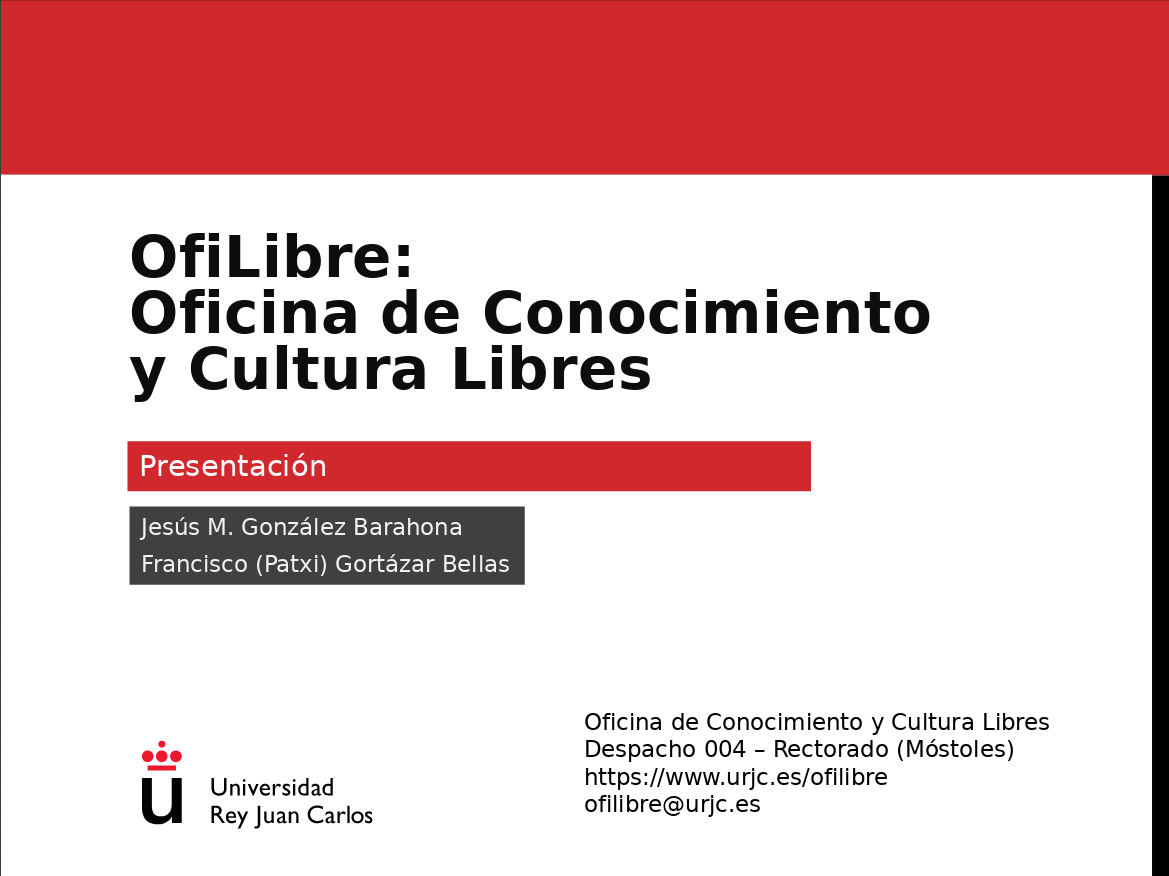 OfiLibre:
Oficina de Conocimiento
y Cultura Libres
Presentación
Jesús M. González Barahona
Francisco (Patxi) Gortázar Bellas
Oficina de Conocimiento y Cultura Libres
Despacho 004 – Rectorado (Móstoles)
https://www.urjc.es/ofilibre
ofilibre@urjc.es
u
Universidad
Rey Juan Carlos